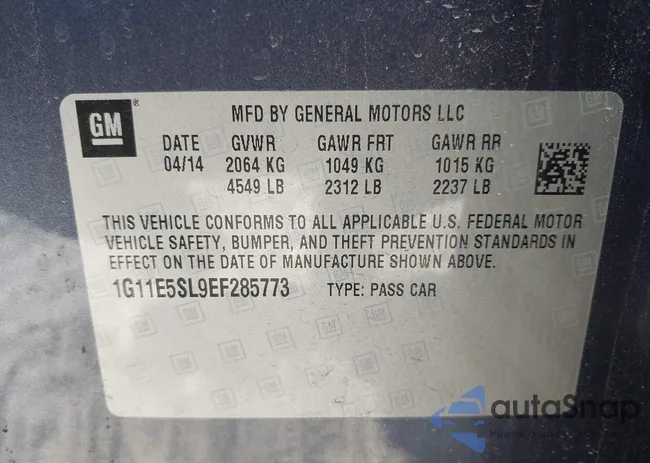 GM
MFD BY GENERAL MOTORS LLC
DATE GVWR GAWR FRT GAWR RR
04/14 2064 KG 1049 KG 1015 KG
4549 LB 2312 LB 2237 LB
THIS VEHICLE CONFORMS TO ALL APPLICABLE U.S. FEDERAL MOTOR
VEHICLE SAFETY, BUMPER, AND THEFT PREVENTION STANDARDS IN
EFFECT ON THE DATE OF MANUFACTURE SHOWN ABOVE.
1G11E5SL9EF285773 TYPE: PASS CAR
autoSnap